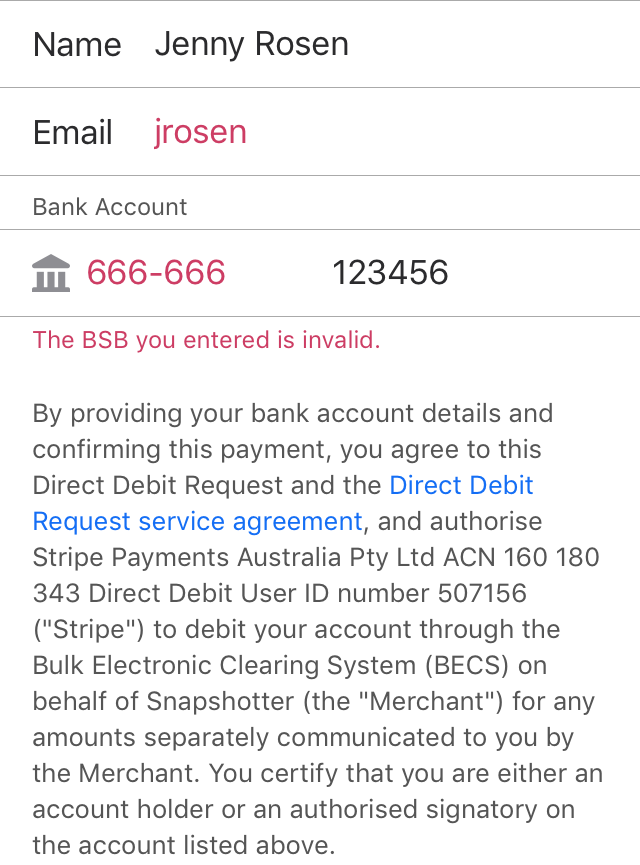 Name Jenny Rosen
Email jrosen
Bank Account
666-666 123456
The BSB you entered is invalid.
By providing your bank account details and
confirming this payment, you agree to this
Direct Debit Request and the Direct Debit
Request service agreement, and authorise
Stripe Payments Australia Pty Ltd ACN 160 180
343 Direct Debit User ID number 507156
("Stripe") to debit your account through the
Bulk Electronic Clearing System (BECS) on
behalf of Snapshotter (the "Merchant") for any
amounts separately communicated to you by
the Merchant. You certify that you are either an
account holder or an authorised signatory on
the account listed above.